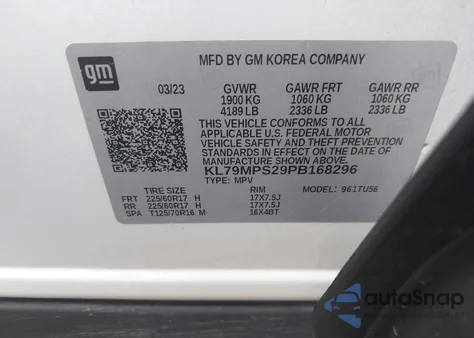 gm
MFD BY GM KOREA COMPANY
03/23 GVWR GAWR FRT GAWR RR
1900 KG 1060 KG 1060 KG
4189 LB 2336 LB 2336 LB
THIS VEHICLE CONFORMS TO ALL
APPLICABLE U.S. FEDERAL MOTOR
VEHICLE SAFETY AND THEFT PREVENTION
STANDARDS IN EFFECT ON THE DATE OF
MANUFACTURE SHOWN ABOVE.
KL79MPS29PB168296
TYPE: MPV MODEL: 961TU56
TIRE SIZE RIM
FRT 225/60R17 H 17X7.5J
RR 225/60R17 H 17X7.5J
SPA T125/70R16 M 16X4BT
autoSnap
www.autosnap.com